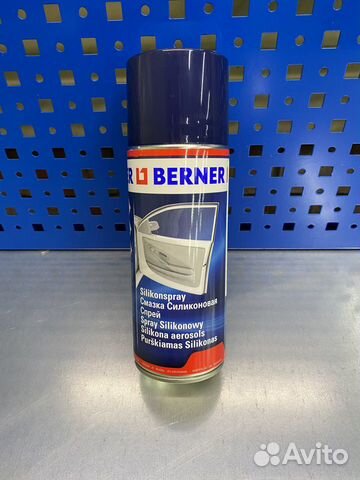 R BERNER
Silikonspray
Смазка Силиконовая
Спрей
Spray Silikonowy
Silikona aerosols
Purškiamas Silikonas
Avito